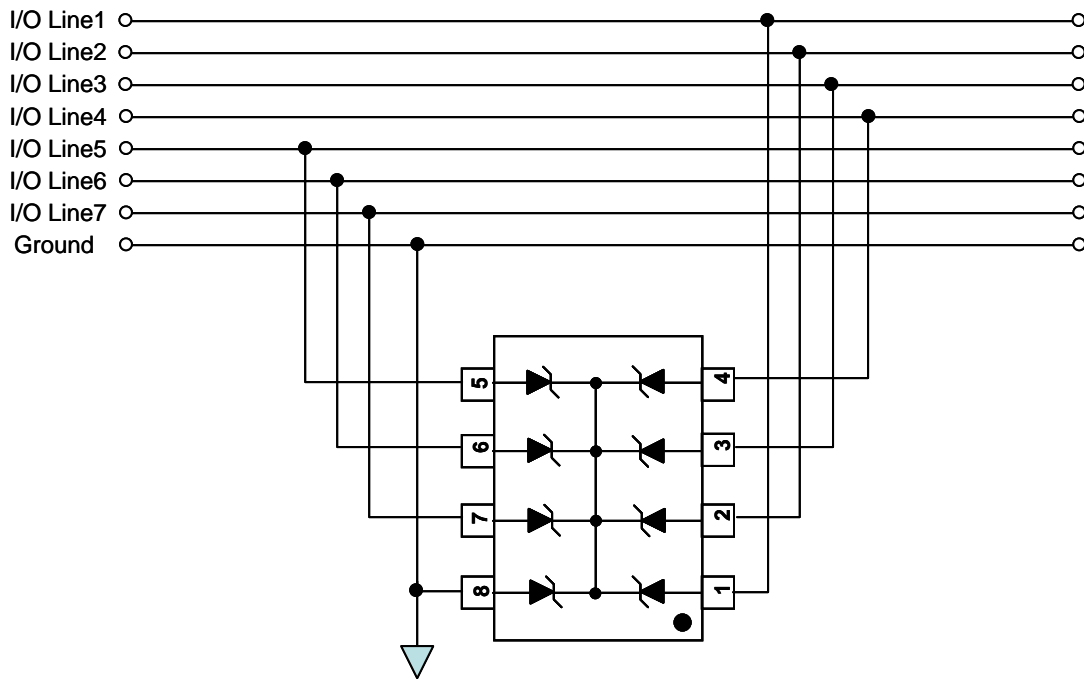 I/O Line1
I/O Line2
I/O Line3
I/O Line4
I/O Line5
I/O Line6
I/O Line7
Ground
5
4
6
3
7
2
8
1